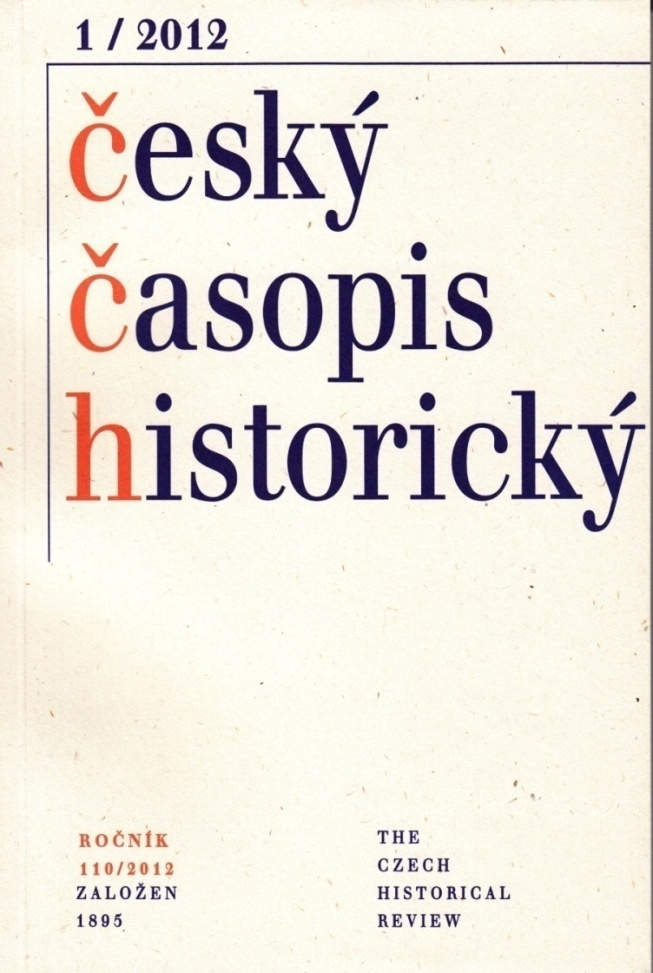 1 / 2012
český
časopis
historický
ROČNÍK
110/2012
ZALOŽEN
1895
THE
CZECH
HISTORICAL
REVIEW